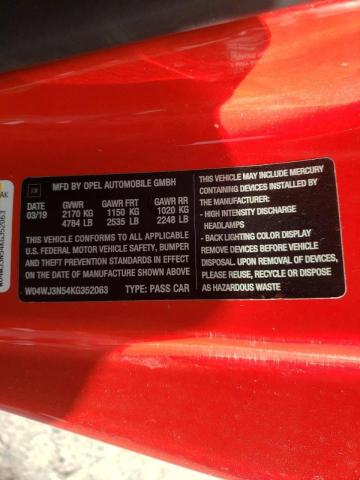 MFD BY OPEL AUTOMOBILE GMBH
DATE GVWR GAWR FRT GAWR RR
03/19 2170 KG 1150 KG 1020 KG
4784 LB 2535 LB 2248 LB
THIS VEHICLE CONFORMS TO ALL APPLICABLE
U.S. FEDERAL MOTOR VEHICLE SAFETY, BUMPER
AND THEFT PREVENTION STANDARDS IN EFFECT
ON THE DATE OF MANUFACTURE SHOWN ABOVE
W04WJ3N54KG352063 TYPE: PASS CAR
THIS VEHICLE MAY INCLUDE MERCURY
CONTAINING DEVICES INSTALLED BY
THE MANUFACTURER:
- HIGH INTENSITY DISCHARGE
HEADLAMPS
- BACK LIGHTING COLOR DISPLAY
REMOVE DEVICES BEFORE VEHICLE
DISPOSAL. UPON REMOVAL OF DEVICES,
PLEASE REUSE, RECYCLE OR DISPOSE
AS HAZARDOUS WASTE
W04WJ3N54KG352063